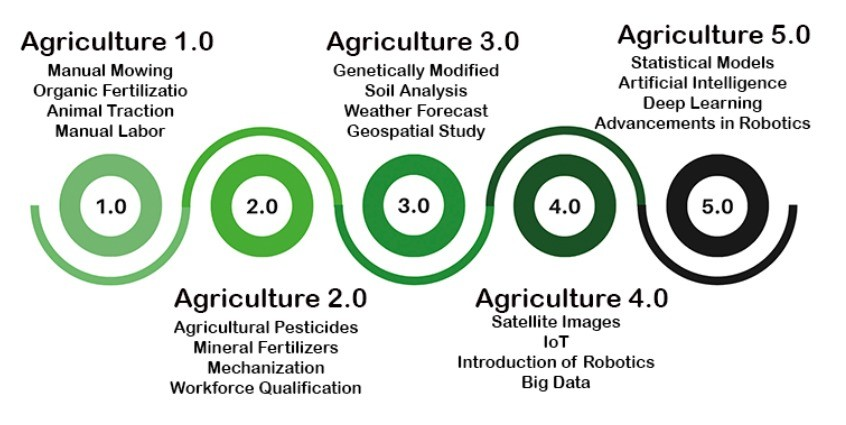 Agriculture 1.0
Manual Mowing
Organic Fertilizatio
Animal Traction
Manual Labor
Agriculture 3.0
Genetically Modified
Soil Analysis
Weather Forecast
Geospatial Study
Agriculture 5.0
Statistical Models
Artificial Intelligence
Deep Learning
Advancements in Robotics
1.0
2.0
3.0
4.0
5.0
Agriculture 2.0
Agricultural Pesticides
Mineral Fertilizers
Mechanization
Workforce Qualification
Agriculture 4.0
Satellite Images
IoT
Introduction of Robotics
Big Data